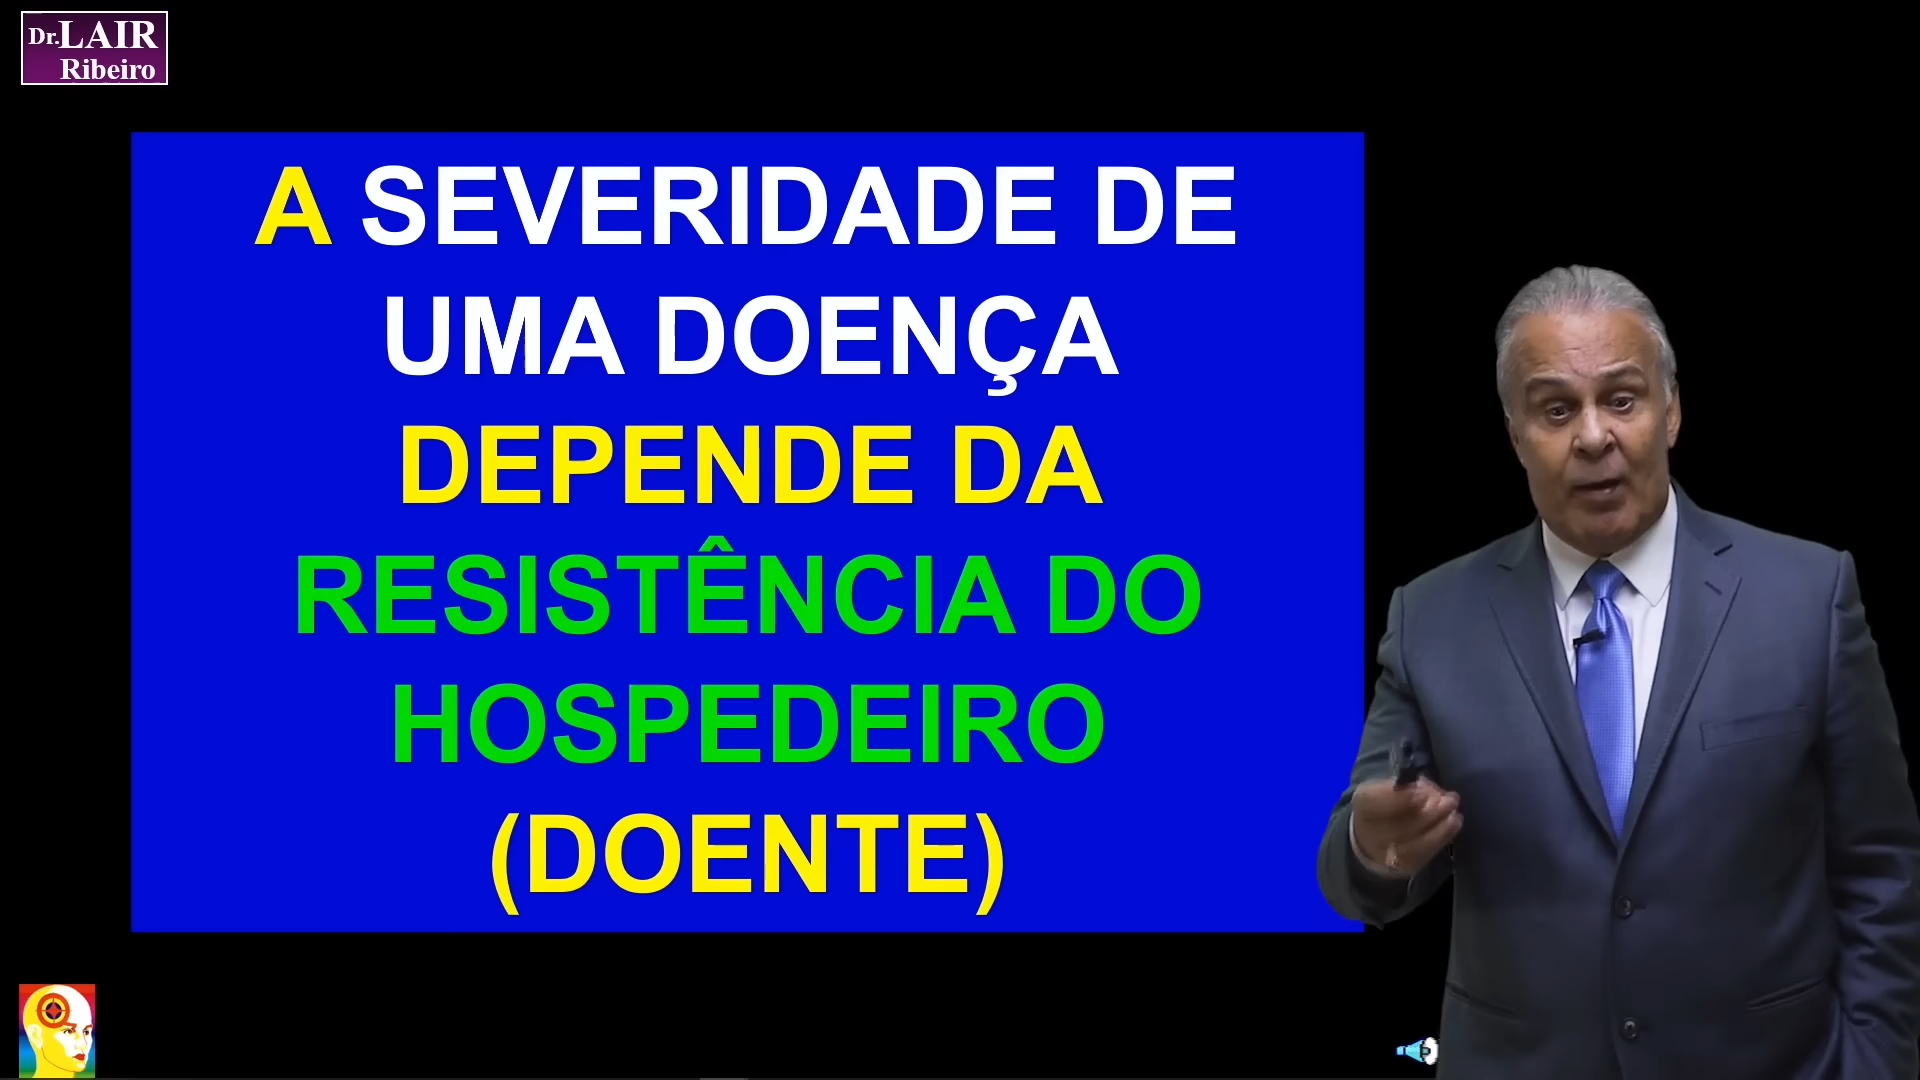 Dr.LAIR
Ribeiro
A SEVERIDADE DE
UMA DOENÇA
DEPENDE DA
RESISTÊNCIA DO
HOSPEDEIRO
(DOENTE)